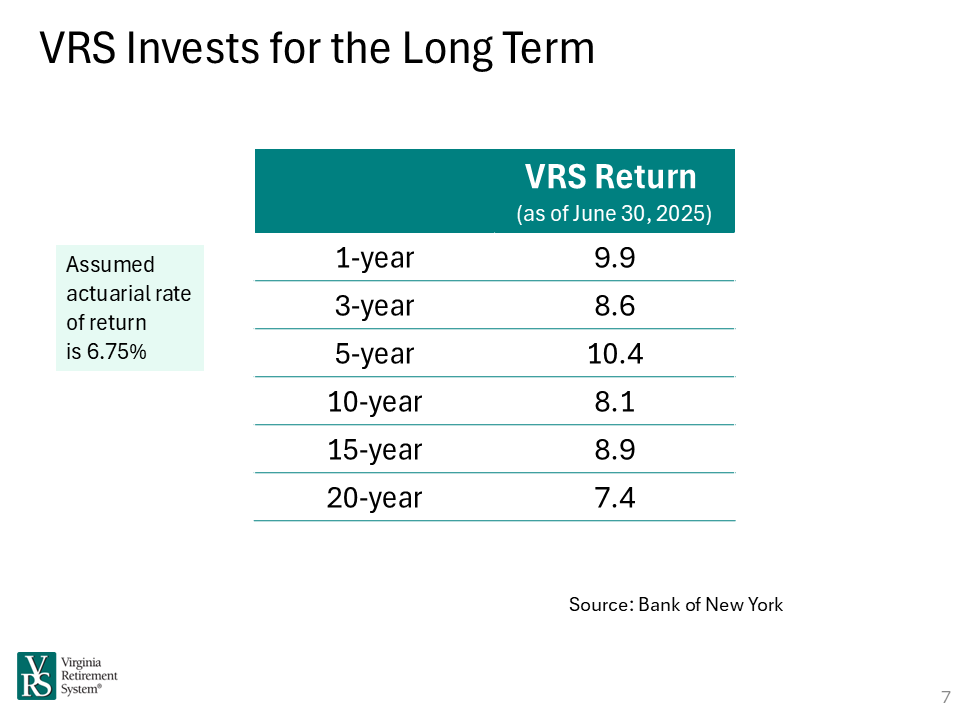 VRS Invests for the Long Term
VRS Return
(as of June 30, 2025)
Assumed
actuarial rate
of return
is 6.75%
1-year 9.9
3-year 8.6
5-year 10.4
10-year 8.1
15-year 8.9
20-year 7.4
Source: Bank of New York
VRS
Virginia
Retirement
System®
7